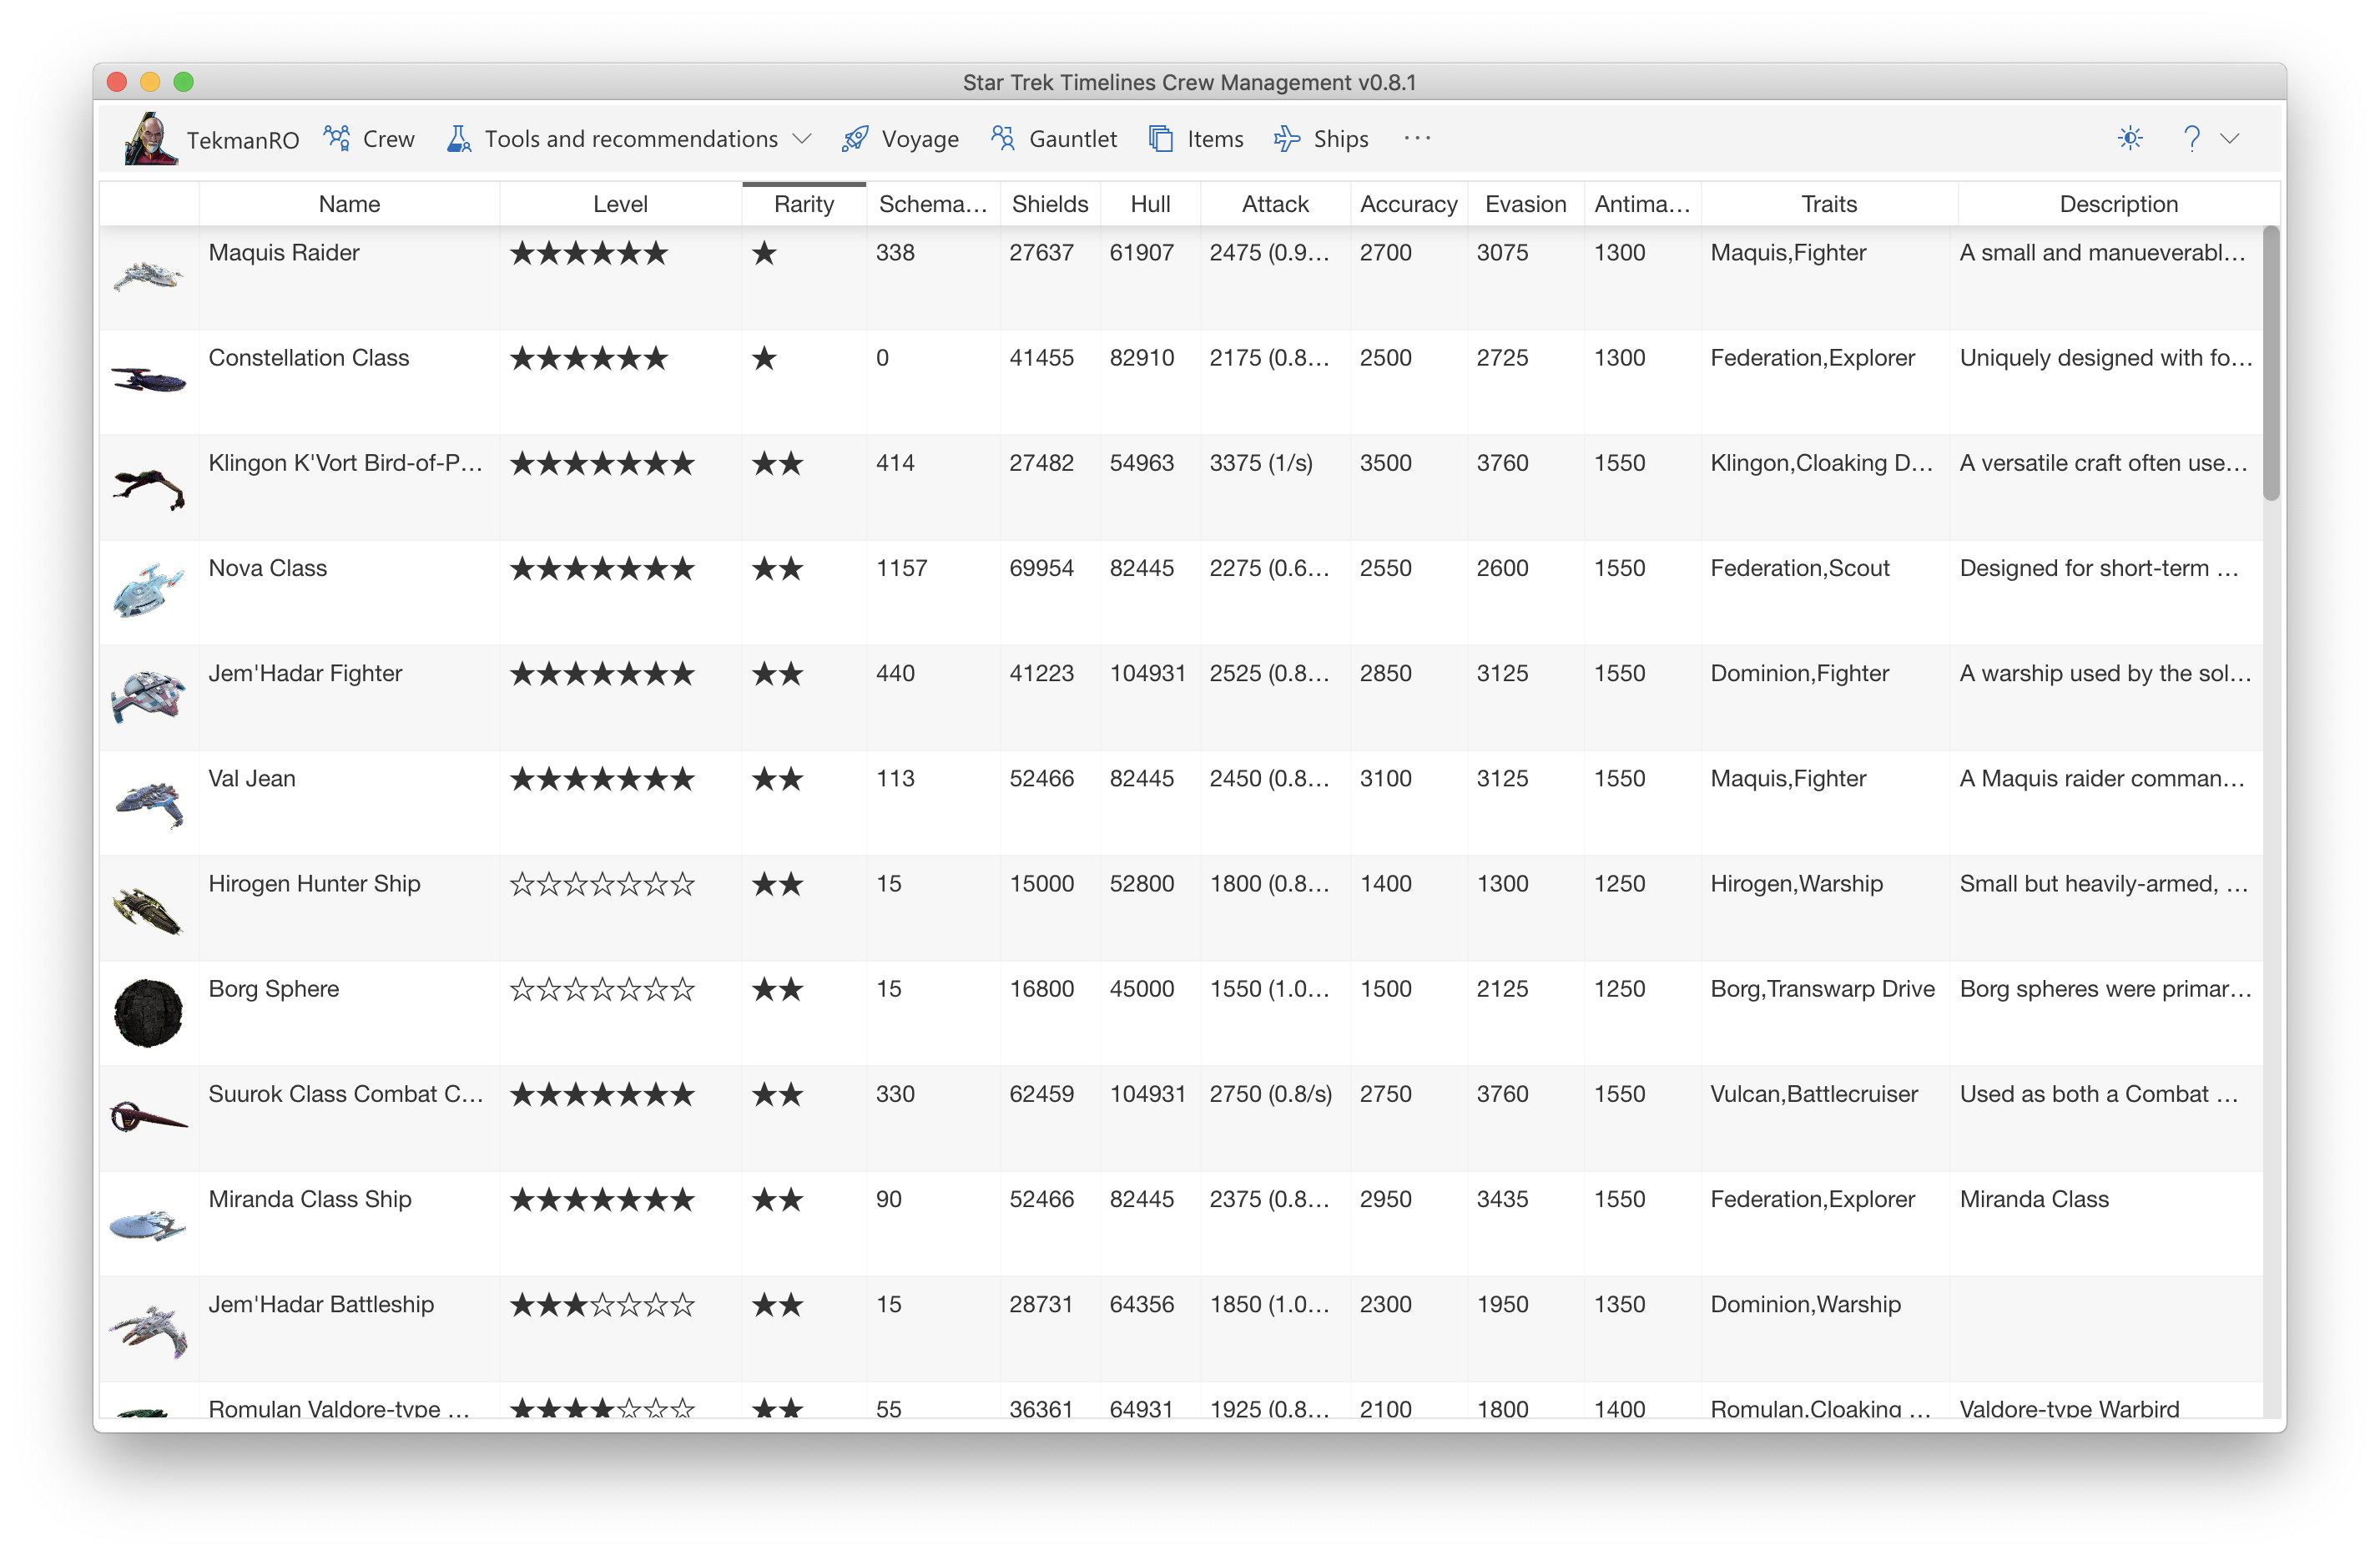 Star Trek Timelines Crew Management v0.8.1
TekmanRO Crew Tools and recommendations Voyage Gauntlet Items Ships ··· ?
Name Level Rarity Schema… Shields Hull Attack Accuracy Evasion Antima… Traits Description
Maquis Raider ★★★★★★ ★ 338 27637 61907 2475 (0.9… 2700 3075 1300 Maquis,Fighter A small and manueverabl…
Constellation Class ★★★★★★ ★ 0 41455 82910 2175 (0.8… 2500 2725 1300 Federation,Explorer Uniquely designed with fo…
Klingon K'Vort Bird-of-P… ★★★★★★★ ★★ 414 27482 54963 3375 (1/s) 3500 3760 1550 Klingon,Cloaking D… A versatile craft often use…
Nova Class ★★★★★★★ ★★ 1157 69954 82445 2275 (0.6… 2550 2600 1550 Federation,Scout Designed for short-term …
Jem'Hadar Fighter ★★★★★★★ ★★ 440 41223 104931 2525 (0.8… 2850 3125 1550 Dominion,Fighter A warship used by the sol…
Val Jean ★★★★★★★ ★★ 113 52466 82445 2450 (0.8… 3100 3125 1550 Maquis,Fighter A Maquis raider comman…
Hirogen Hunter Ship ☆☆☆☆☆☆☆ ★★ 15 15000 52800 1800 (0.8… 1400 1300 1250 Hirogen,Warship Small but heavily-armed, …
Borg Sphere ☆☆☆☆☆☆☆ ★★ 15 16800 45000 1550 (1.0… 1500 2125 1250 Borg,Transwarp Drive Borg spheres were primar…
Suurok Class Combat C… ★★★★★★★ ★★ 330 62459 104931 2750 (0.8/s) 2750 3760 1550 Vulcan,Battlecruiser Used as both a Combat …
Miranda Class Ship ★★★★★★★ ★★ 90 52466 82445 2375 (0.8… 2950 3435 1550 Federation,Explorer Miranda Class
Jem'Hadar Battleship ★★★☆☆☆☆ ★★ 15 28731 64356 1850 (1.0… 2300 1950 1350 Dominion,Warship
Romulan Valdore-type … ★★★★☆☆☆ ★★ 55 36361 64931 1925 (0.8… 2100 1800 1400 Romulan,Cloaking … Valdore-type Warbird